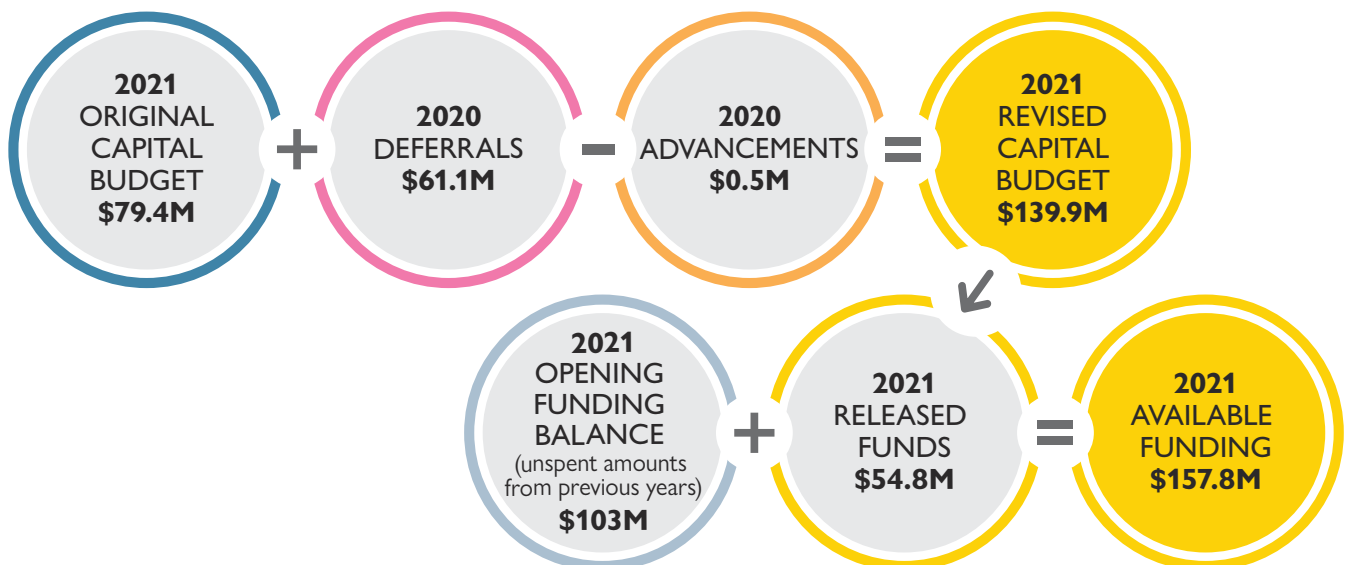 2021
ORIGINAL
CAPITAL
BUDGET
$79.4M
+
2020
DEFERRALS
$61.1M
-
2020
ADVANCEMENTS
$0.5M
=
2021
REVISED
CAPITAL
BUDGET
$139.9M
2021
OPENING
FUNDING
BALANCE
(unspent amounts
from previous years)
$103M
+
2021
RELEASED
FUNDS
$54.8M
=
2021
AVAILABLE
FUNDING
$157.8M